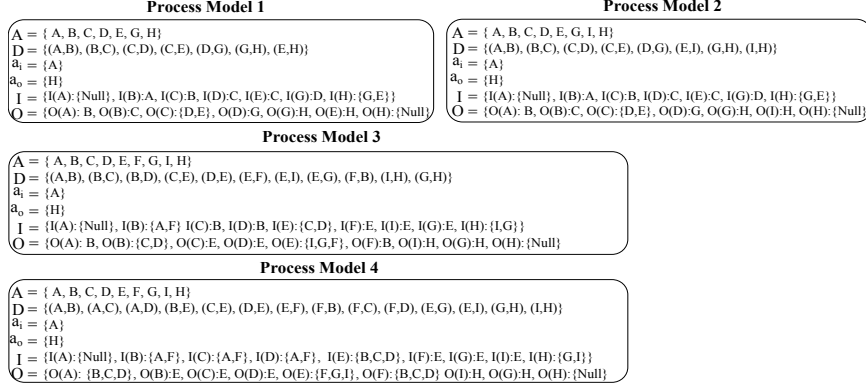 Process Model 1
A = { A, B, C, D, E, G, H}
D = {(A,B), (B,C), (C,D), (C,E), (D,G), (G,H), (E,H)}
ai = {A}
ao = {H}
I = {I(A):{Null}, I(B):A, I(C):B, I(D):C, I(E):C, I(G):D, I(H):{G,E}}
O = {O(A): B, O(B):C, O(C):{D,E}, O(D):G, O(G):H, O(E):H, O(H):{Null}
Process Model 2
A = { A, B, C, D, E, G, I, H}
D = {(A,B), (B,C), (C,D), (C,E), (D,G), (E,I), (G,H), (I,H)}
ai = {A}
ao = {H}
I = {I(A):{Null}, I(B):A, I(C):B, I(D):C, I(E):C, I(G):D, I(H):{G,E}}
O = {O(A): B, O(B):C, O(C):{D,E}, O(D):G, O(G):H, O(I):H, O(H):{Null}
Process Model 3
A = { A, B, C, D, E, F, G, I, H}
D = {(A,B), (B,C), (B,D), (C,E), (D,E), (E,F), (E,I), (E,G), (F,B), (I,H), (G,H)}
ai = {A}
ao = {H}
I = {I(A):{Null}, I(B):{A,F} I(C):B, I(D):B, I(E):{C,D}, I(F):E, I(I):E, I(G):E, I(H):{I,G}}
O = {O(A): B, O(B):{C,D}, O(C):E, O(D):E, O(E):{I,G,F}, O(F):B, O(I):H, O(G):H, O(H):{Null}
Process Model 4
A = { A, B, C, D, E, F, G, I, H}
D = {(A,B), (A,C), (A,D), (B,E), (C,E), (D,E), (E,F), (F,B), (F,C), (F,D), (E,G), (E,I), (G,H), (I,H)}
ai = {A}
ao = {H}
I = {I(A):{Null}, I(B):{A,F}, I(C):{A,F}, I(D):{A,F}, I(E):{B,C,D}, I(F):E, I(G):E, I(I):E, I(H):{G,I}}
O = {O(A): {B,C,D}, O(B):E, O(C):E, O(D):E, O(E):{F,G,I}, O(F):{B,C,D} O(I):H, O(G):H, O(H):{Null}